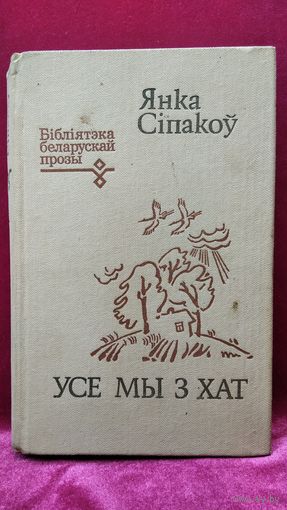 Янка
Сіпакоў
Бібліятэка
беларускай
прозы
УСЕ МЫ З ХАТ